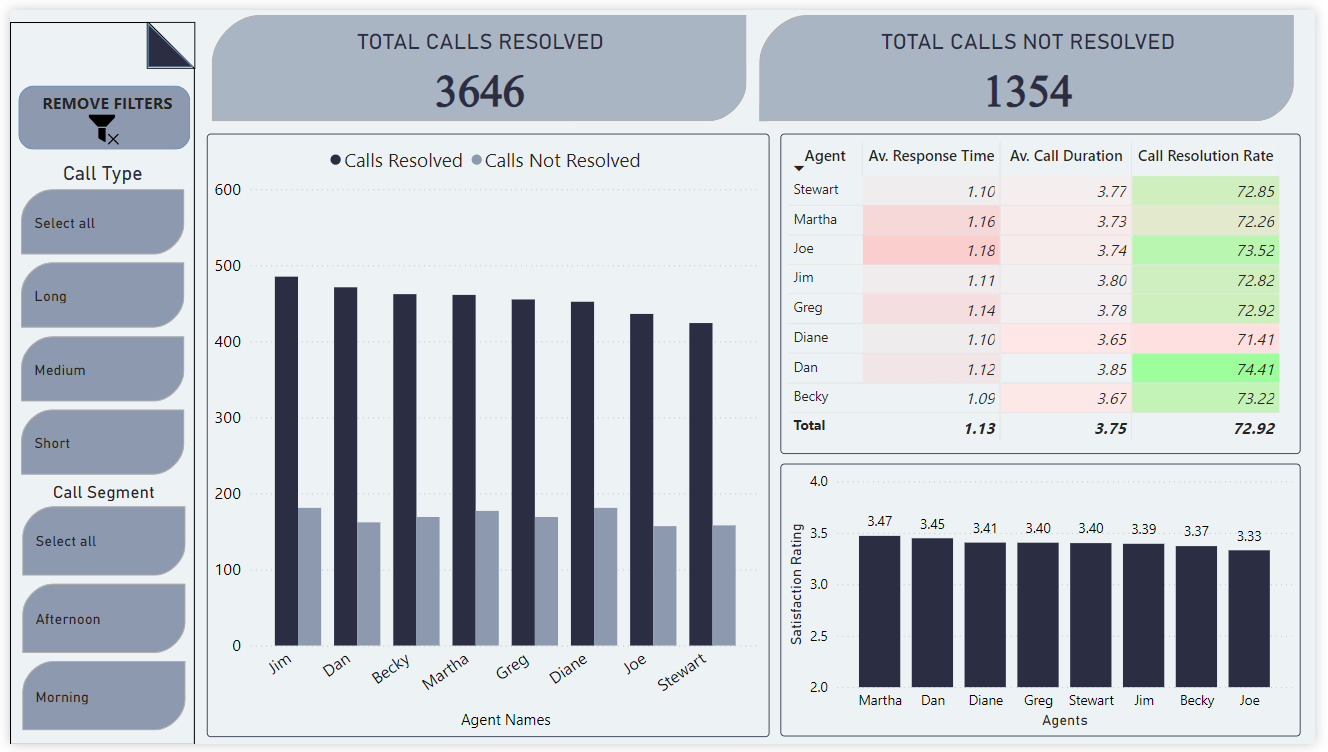 REMOVE FILTERS
Call Type
Select all
Long
Medium
Short
Call Segment
Select all
Afternoon
Morning
TOTAL CALLS RESOLVED
3646
TOTAL CALLS NOT RESOLVED
1354
Calls Resolved Calls Not Resolved
600
500
400
300
200
100
0
Jim Dan Becky Martha Greg Diane Joe Stewart
Agent Names
Agent Av. Response Time Av. Call Duration Call Resolution Rate
Stewart 1.10 3.77 72.85
Martha 1.16 3.73 72.26
Joe 1.18 3.74 73.52
Jim 1.11 3.80 72.82
Greg 1.14 3.78 72.92
Diane 1.10 3.65 71.41
Dan 1.12 3.85 74.41
Becky 1.09 3.67 73.22
Total 1.13 3.75 72.92
Satisfaction Rating
4.0
3.5
3.0
2.5
2.0
3.47 3.45 3.41 3.40 3.40 3.39 3.37 3.33
Martha Dan Diane Greg Stewart Jim Becky Joe
Agents